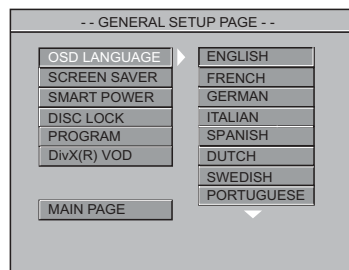 - - GENERAL SETUP PAGE - -
OSD LANGUAGE
SCREEN SAVER
SMART POWER
DISC LOCK
PROGRAM
DivX(R) VOD
MAIN PAGE
ENGLISH
FRENCH
GERMAN
ITALIAN
SPANISH
DUTCH
SWEDISH
PORTUGUESE